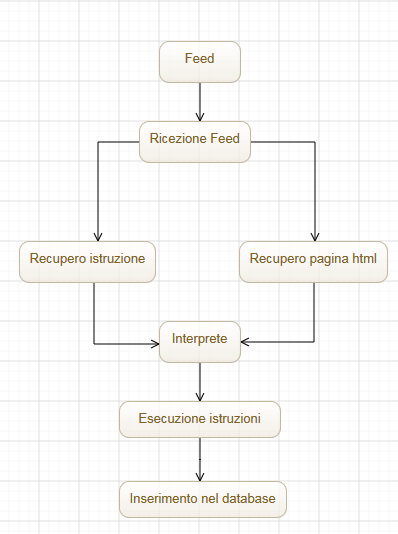 Feed
Ricezione Feed
Recupero istruzione
Recupero pagina html
Interprete
Esecuzione istruzioni
Inserimento nel database